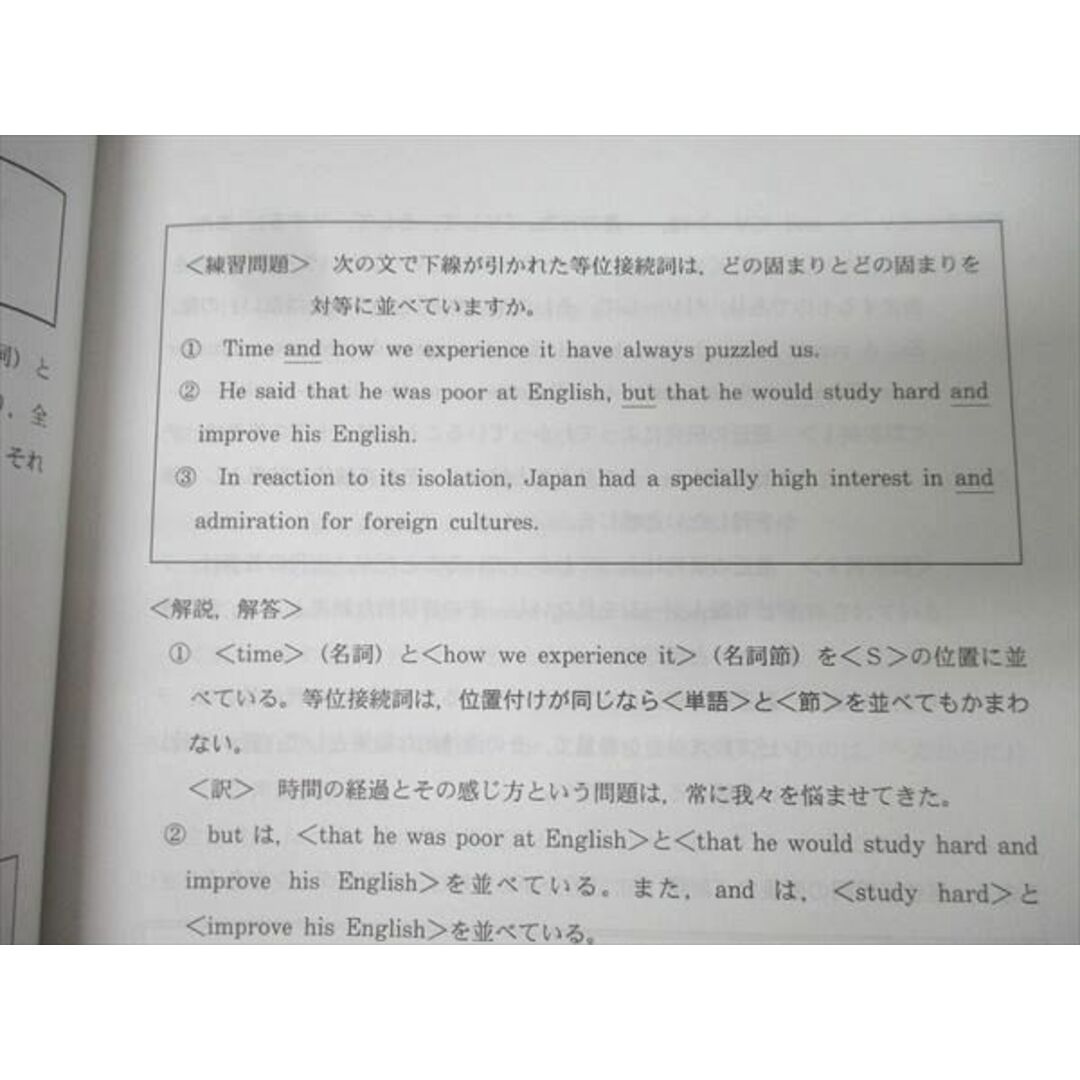 ＜練習問題＞　次の文で下線が引かれた等位接続詞は，どの固まりとどの固まりを
対等に並べていますか。
①　Time and how we experience it have always puzzled us.
②　He said that he was poor at English, but that he would study hard and
improve his English.
③　In reaction to its isolation, Japan had a specially high interest in and
admiration for foreign cultures.
＜解説，解答＞
①　＜time＞（名詞）と＜how we experience it＞（名詞節）を＜S＞の位置に並
べている。等位接続詞は，位置付けが同じなら＜単語＞と＜節＞を並べてもかまわ
ない。
＜訳＞　時間の経過とその感じ方という問題は，常に我々を悩ませてきた。
②　but は，＜that he was poor at English＞と＜that he would study hard and
improve his English＞を並べている。また，and は，＜study hard＞と
＜improve his English＞を並べている。
詞）と
，全
それ